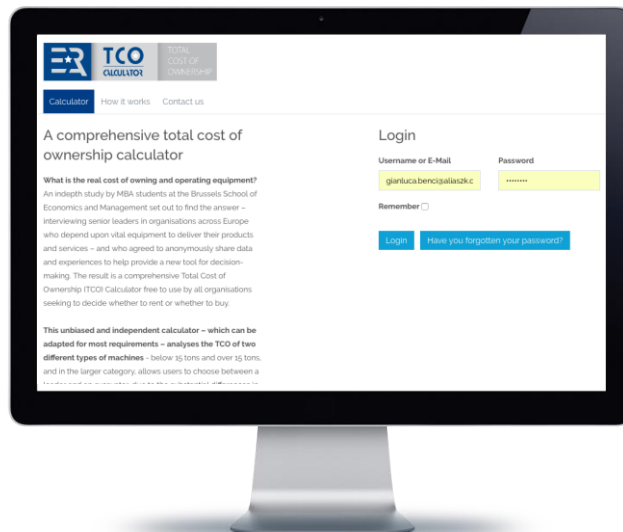 ER
TCO
CALCULATOR
TOTAL
COST OF
OWNERSHIP
Calculator How it works Contact us
A comprehensive total cost of
ownership calculator
What is the real cost of owning and operating equipment?
An indepth study by MBA students at the Brussels School of
Economics and Management set out to find the answer –
interviewing senior leaders in organisations across Europe
who depend upon vital equipment to deliver their products
and services – and who agreed to anonymously share data
and experiences to help provide a new tool for decision-
making. The result is a comprehensive Total Cost of
Ownership (TCO) Calculator free to use by all organisations
seeking to decide whether to rent or whether to buy.
This unbiased and independent calculator – which can be
adapted for most requirements – analyses the TCO of two
different types of machines - below 15 tons and over 15 tons,
and in the larger category, allows users to choose between a
Login
Username or E-Mail Password
gianluca.benci@aliaszk.c ••••••••
Remember
Login Have you forgotten your password?